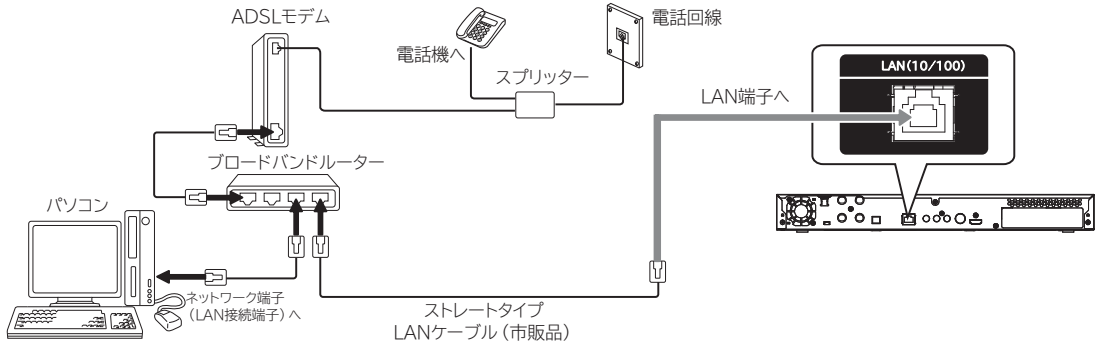 ADSLモデム
電話機へ
スプリッター
電話回線
LAN(10/100)
LAN端子へ
ブロードバンドルーター
パソコン
ネットワーク端子
(LAN接続端子)へ
ストレートタイプ
LANケーブル(市販品)